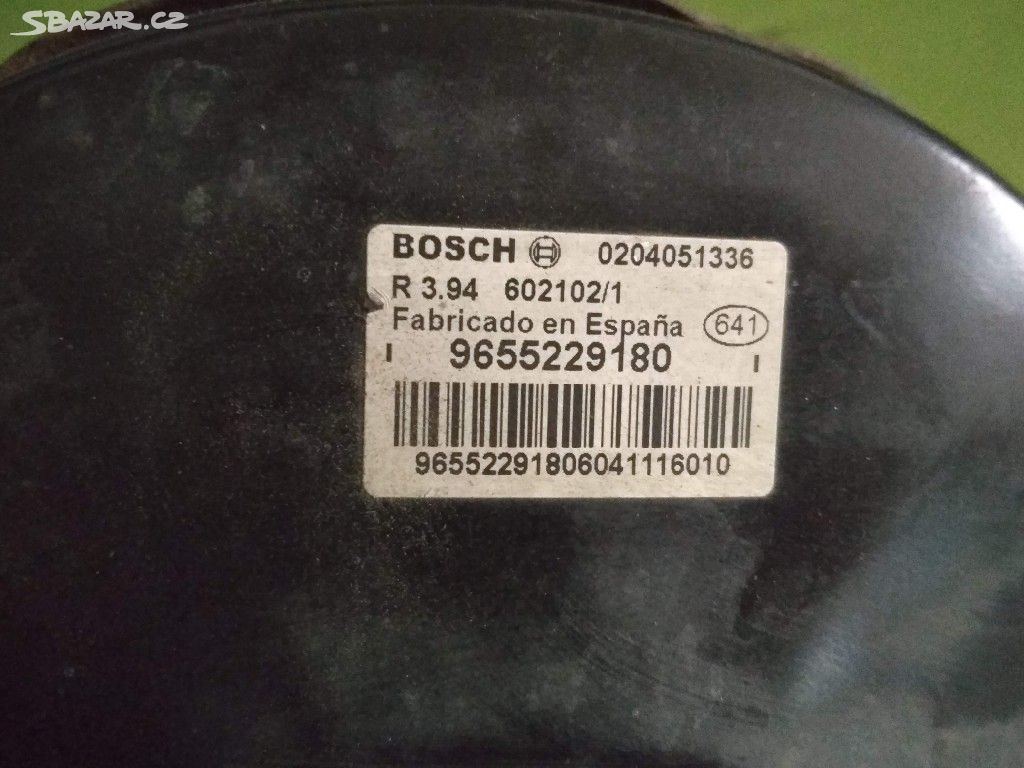 SBAZAR.CZ
BOSCH 0204051336
R 3.94 602102/1
Fabricado en España 641
9655229180
96552291806041116010